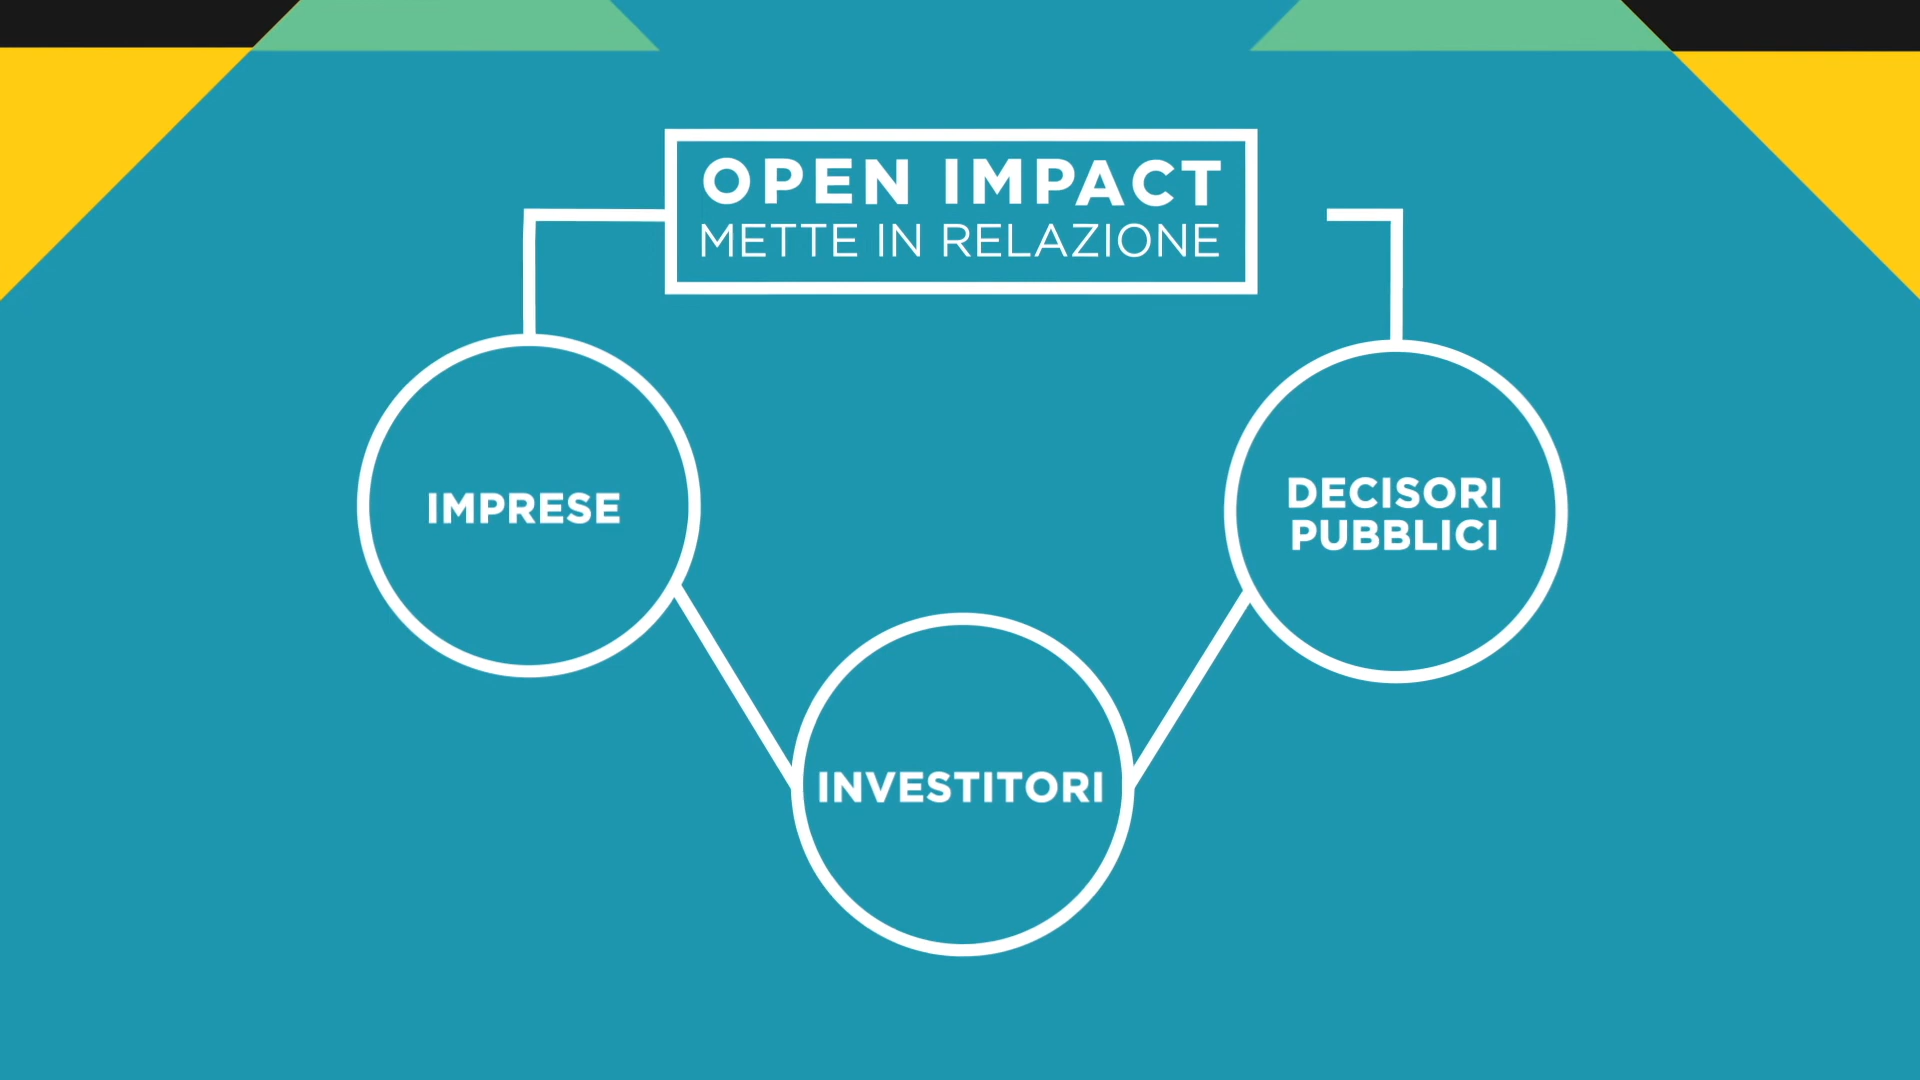 OPEN IMPACT
METTE IN RELAZIONE
IMPRESE
DECISORI
PUBBLICI
INVESTITORI